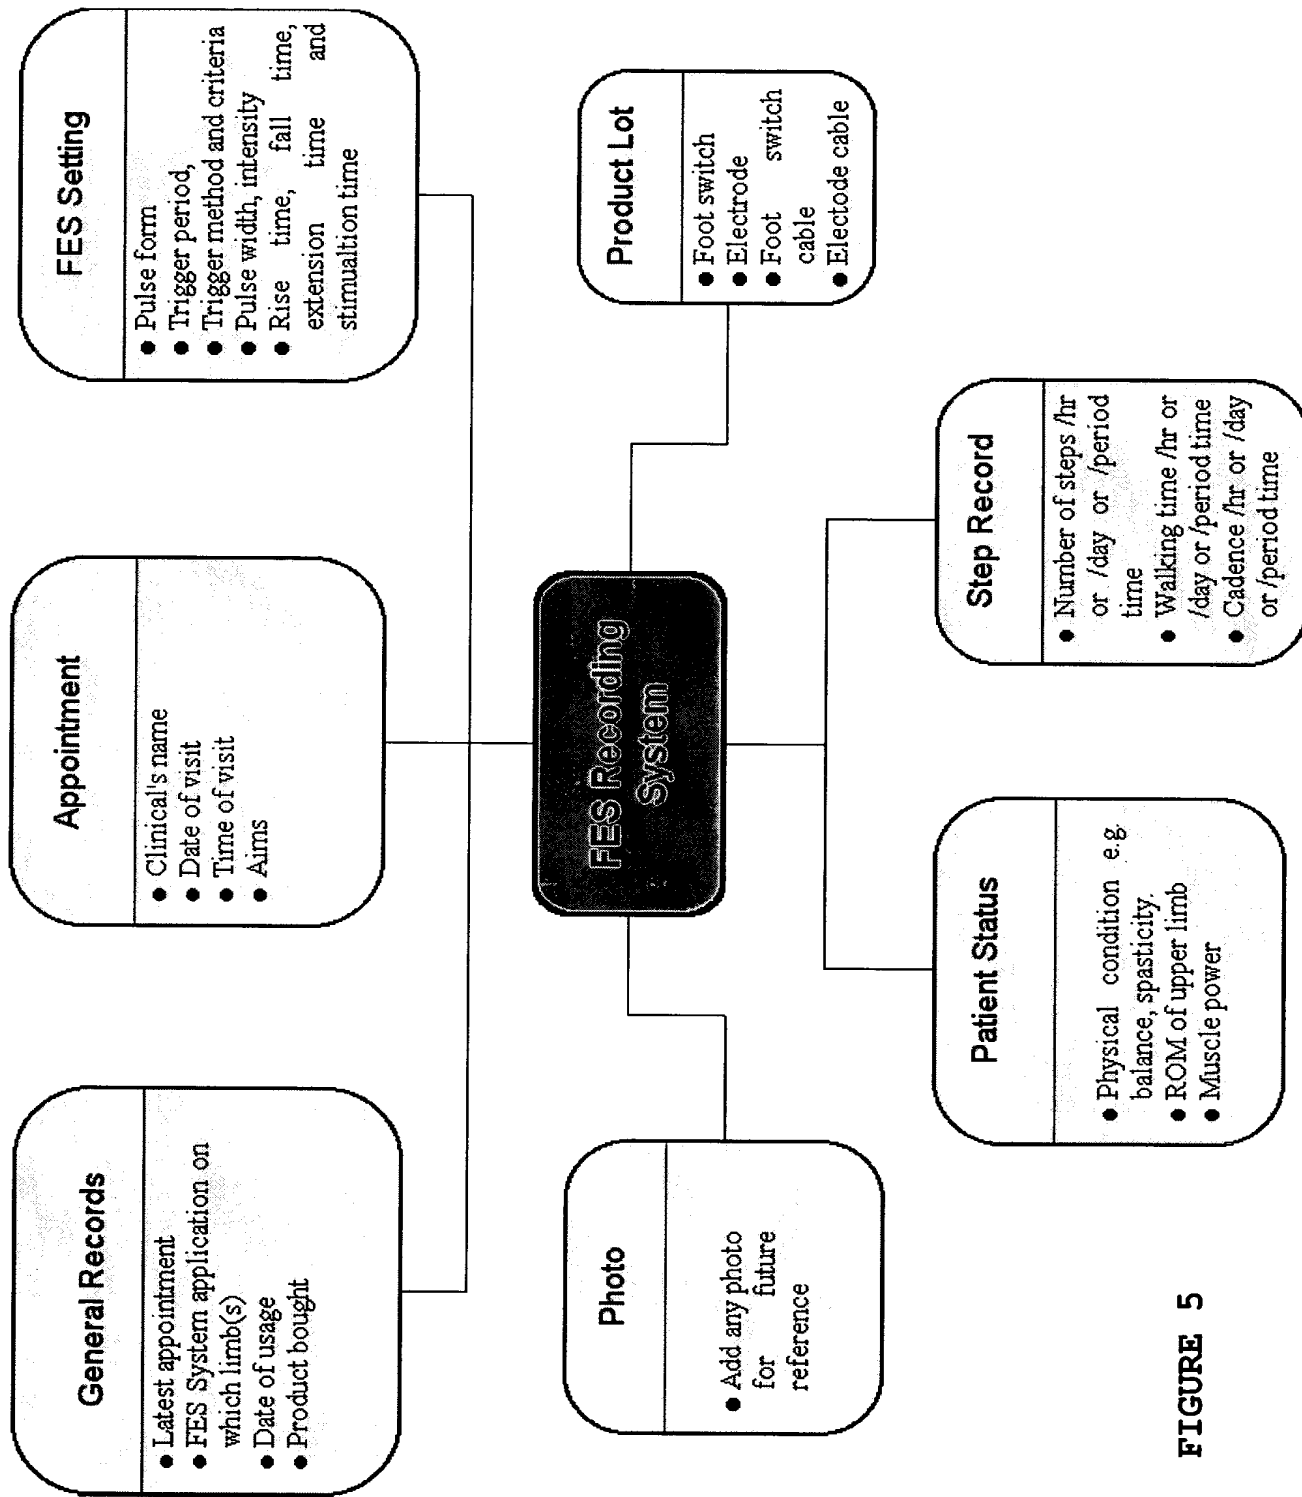 General Records
● Latest appointment
● FES System application on
which limb(s)
● Date of usage
● Product bought
Appointment
● Clinical's name
● Date of visit
● Time of visit
● Aims
FES Setting
● Pulse form
● Trigger period,
● Trigger method and criteria
● Pulse width, intensity
● Rise time, fall time,
extension time and
stimualtion time
Photo
● Add any photo
for future
reference
FES Recording
System
Product Lot
● Foot switch
● Electrode
● Foot switch
cable
● Electode cable
Patient Status
● Physical condition e.g.
balance, spasticity.
● ROM of upper limb
● Muscle power
Step Record
● Number of steps /hr
or /day or /period
time
● Walking time /hr or
/day or /period time
● Cadence /hr or /day
or /period time
FIGURE 5